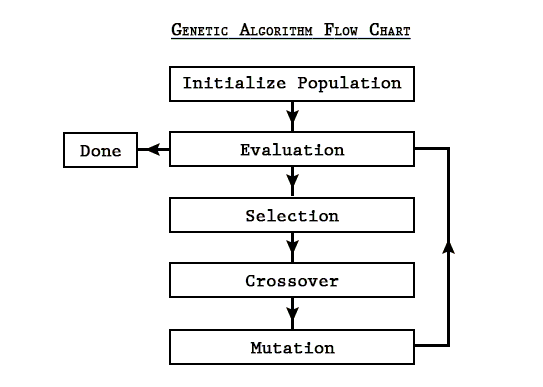 Genetic Algorithm Flow Chart
Initialize Population
Done
Evaluation
Selection
Crossover
Mutation